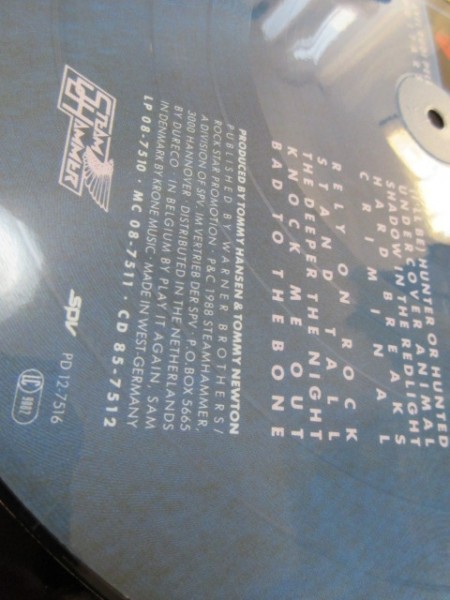 HUNTER OR HUNTED
UNDERCOVER ANIMAL
SHADOW IN THE REDLIGHT
HARD BREAKS
CRIMINAL
RELY ON ROCK
STAND TALL
THE DEEPER THE NIGHT
KNOCK ME OUT
BAD TO THE BONE
PRODUCED BY TOMMY HANSEN & TOMMY NEWTON
PUBLISHED BY WARNER BROTHERS/
ROCK STAR PROMOTION · P&C 1988 STEAMHAMMER,
A DIVISION OF SPV. IM VERTRIEB DER SPV · P.O.BOX 5665
3000 HANNOVER · DISTRIBUTED IN THE NETHERLANDS
BY DURECO · IN BELGIUM BY PLAY IT AGAIN, SAM
IN DENMARK BY KRONE MUSIC · MADE IN WEST-GERMANY
LP 08-7510 · MC 08-7511 · CD 85-7512
STEAM
HAMMER
SPV
PD 12-7516
LC 9002